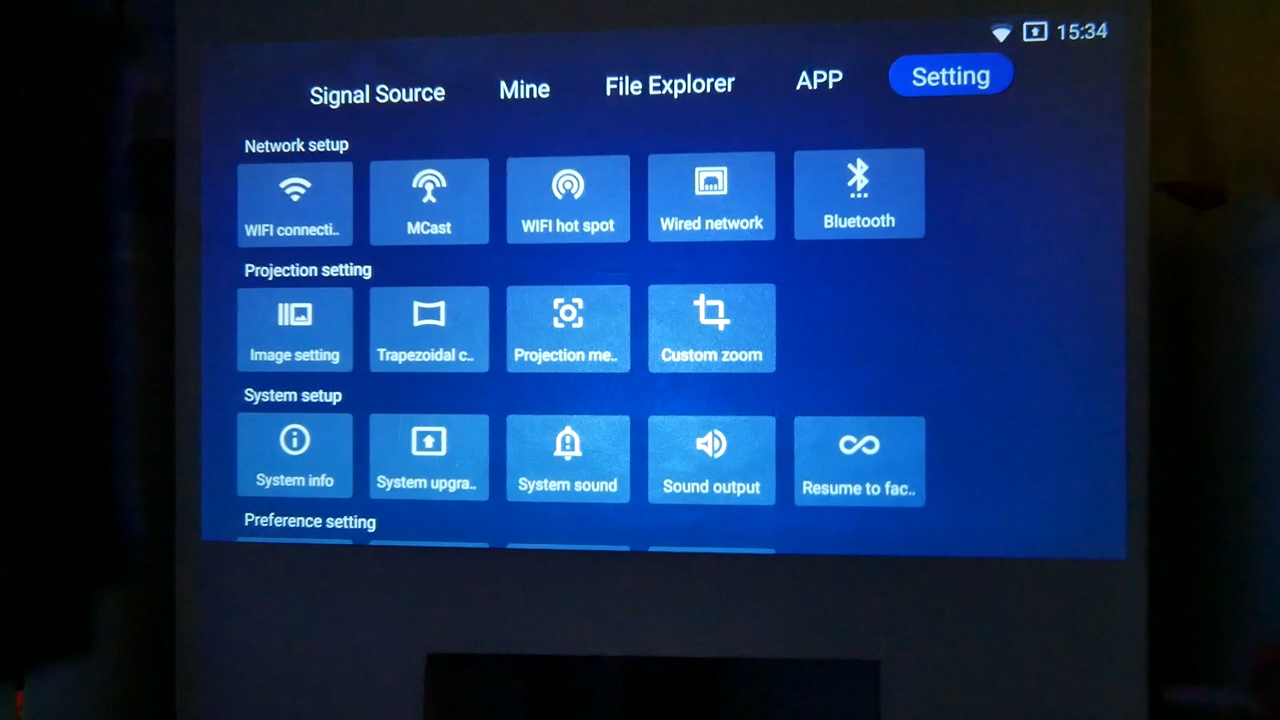 15:34
Signal Source Mine File Explorer APP Setting
Network setup
WIFI connecti.. MCast WIFI hot spot Wired network Bluetooth
Projection setting
Image setting Trapezoidal c.. Projection me.. Custom zoom
System setup
System info System upgra.. System sound Sound output Resume to fac..
Preference setting